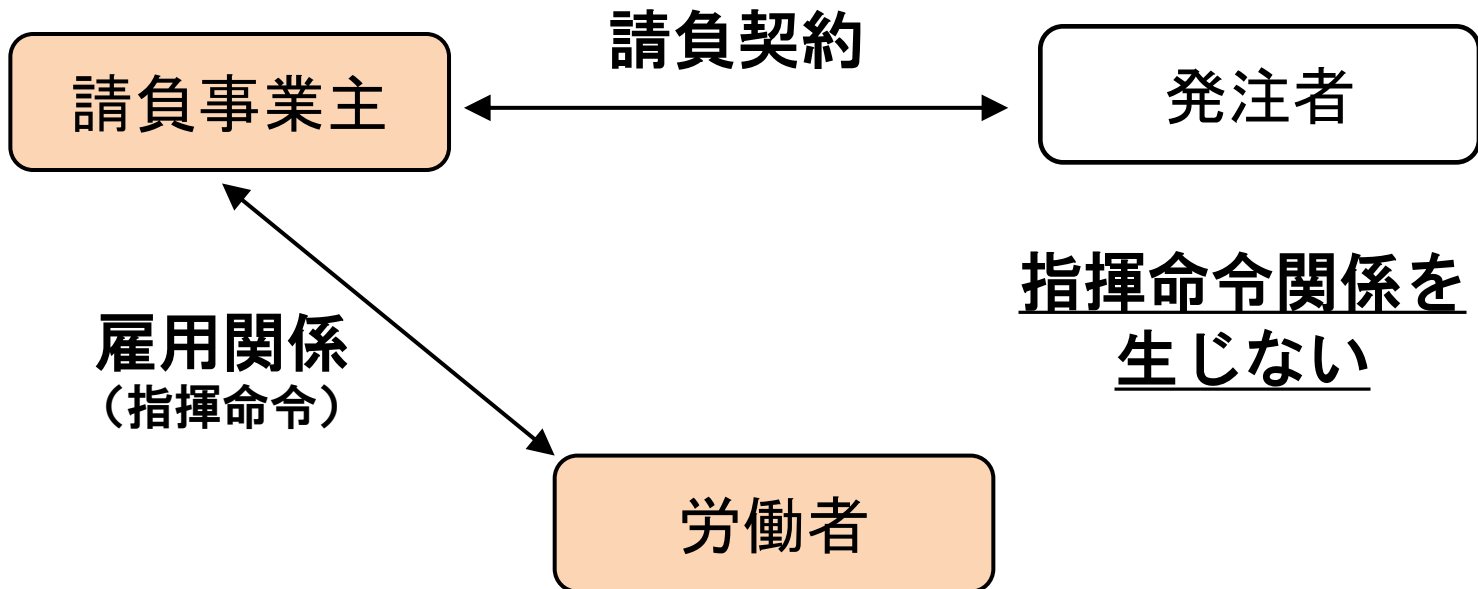 請負契約
請負事業主
発注者
指揮命令関係を
生じない
雇用関係
（指揮命令）
労働者